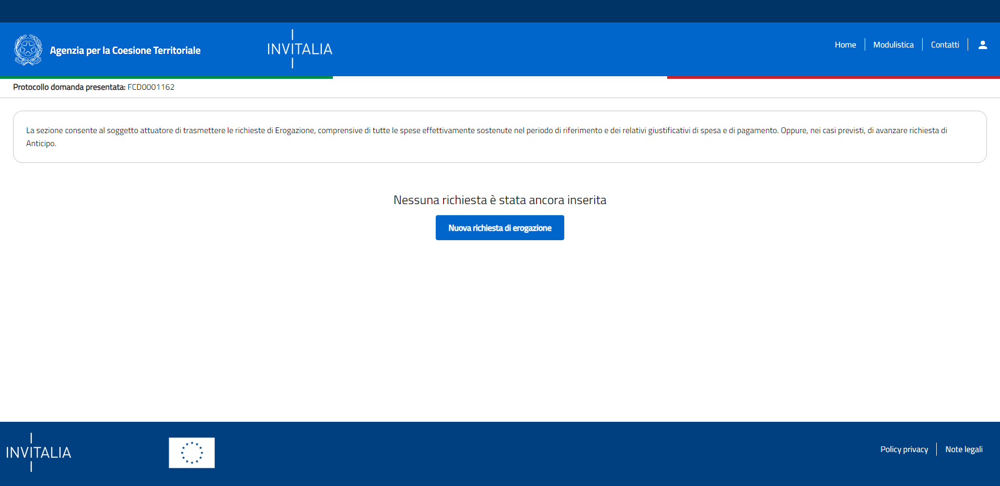 Agenzia per la Coesione Territoriale
INVITALIA
Home
Modulistica
Contatti
Protocollo domanda presentata: FCD0001162
La sezione consente al soggetto attuatore di trasmettere le richieste di Erogazione, comprensive di tutte le spese effettivamente sostenute nel periodo di riferimento e dei relativi giustificativi di spesa e di pagamento. Oppure, nei casi previsti, di avanzare richiesta di
Anticipo.
Nessuna richiesta è stata ancora inserita
Nuova richiesta di erogazione
INVITALIA
Policy privacy
Note legali